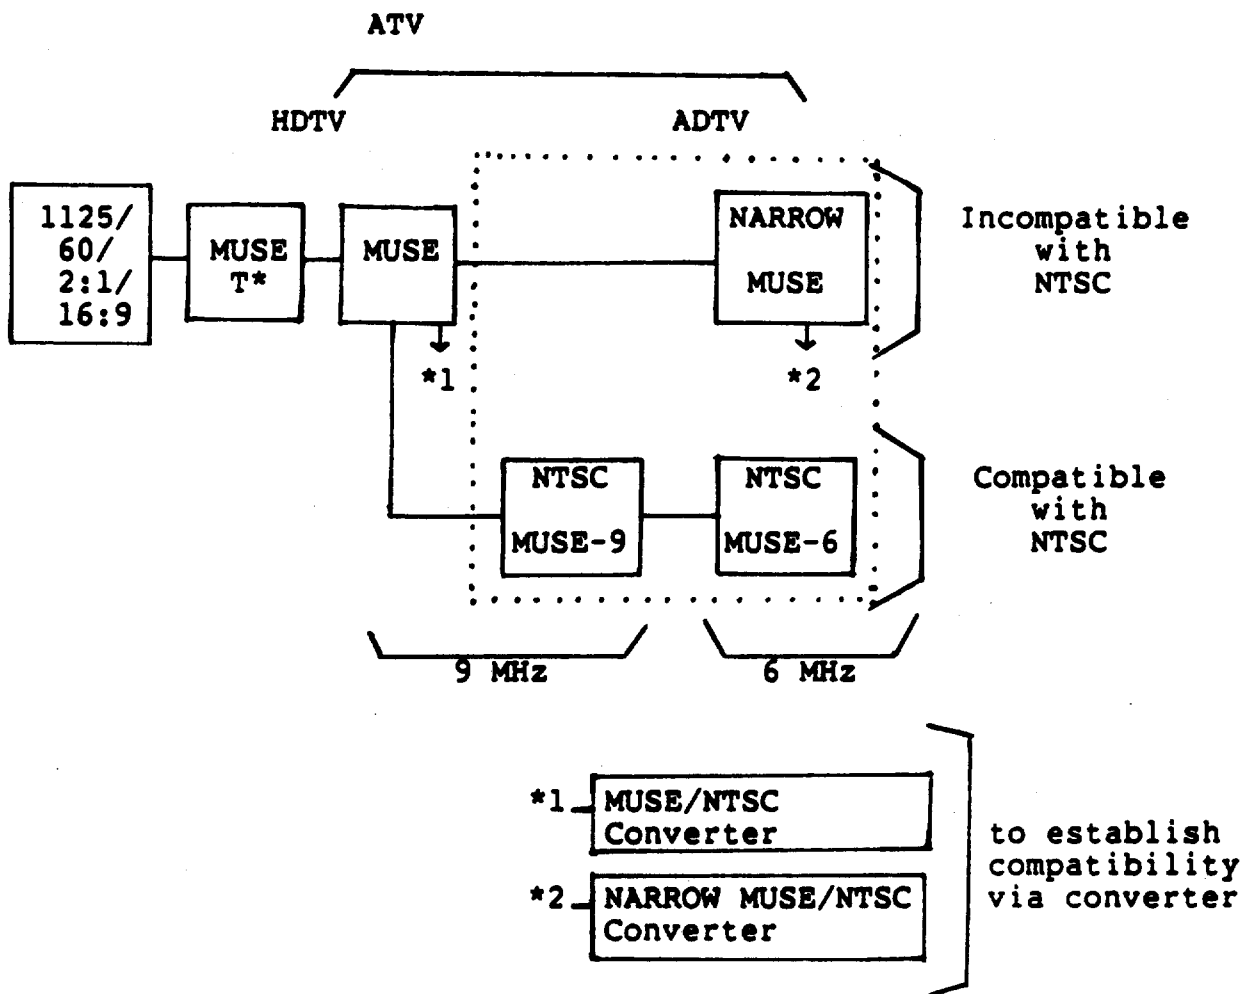 ATV
HDTV
ADTV
1125/
60/
2:1/
16:9
MUSE
T*
MUSE
NARROW
MUSE
Incompatible
with
NTSC
*1
*2
NTSC
MUSE-9
NTSC
MUSE-6
Compatible
with
NTSC
9 MHz
6 MHz
*1
MUSE/NTSC
Converter
*2
NARROW MUSE/NTSC
Converter
to establish
compatibility
via converter